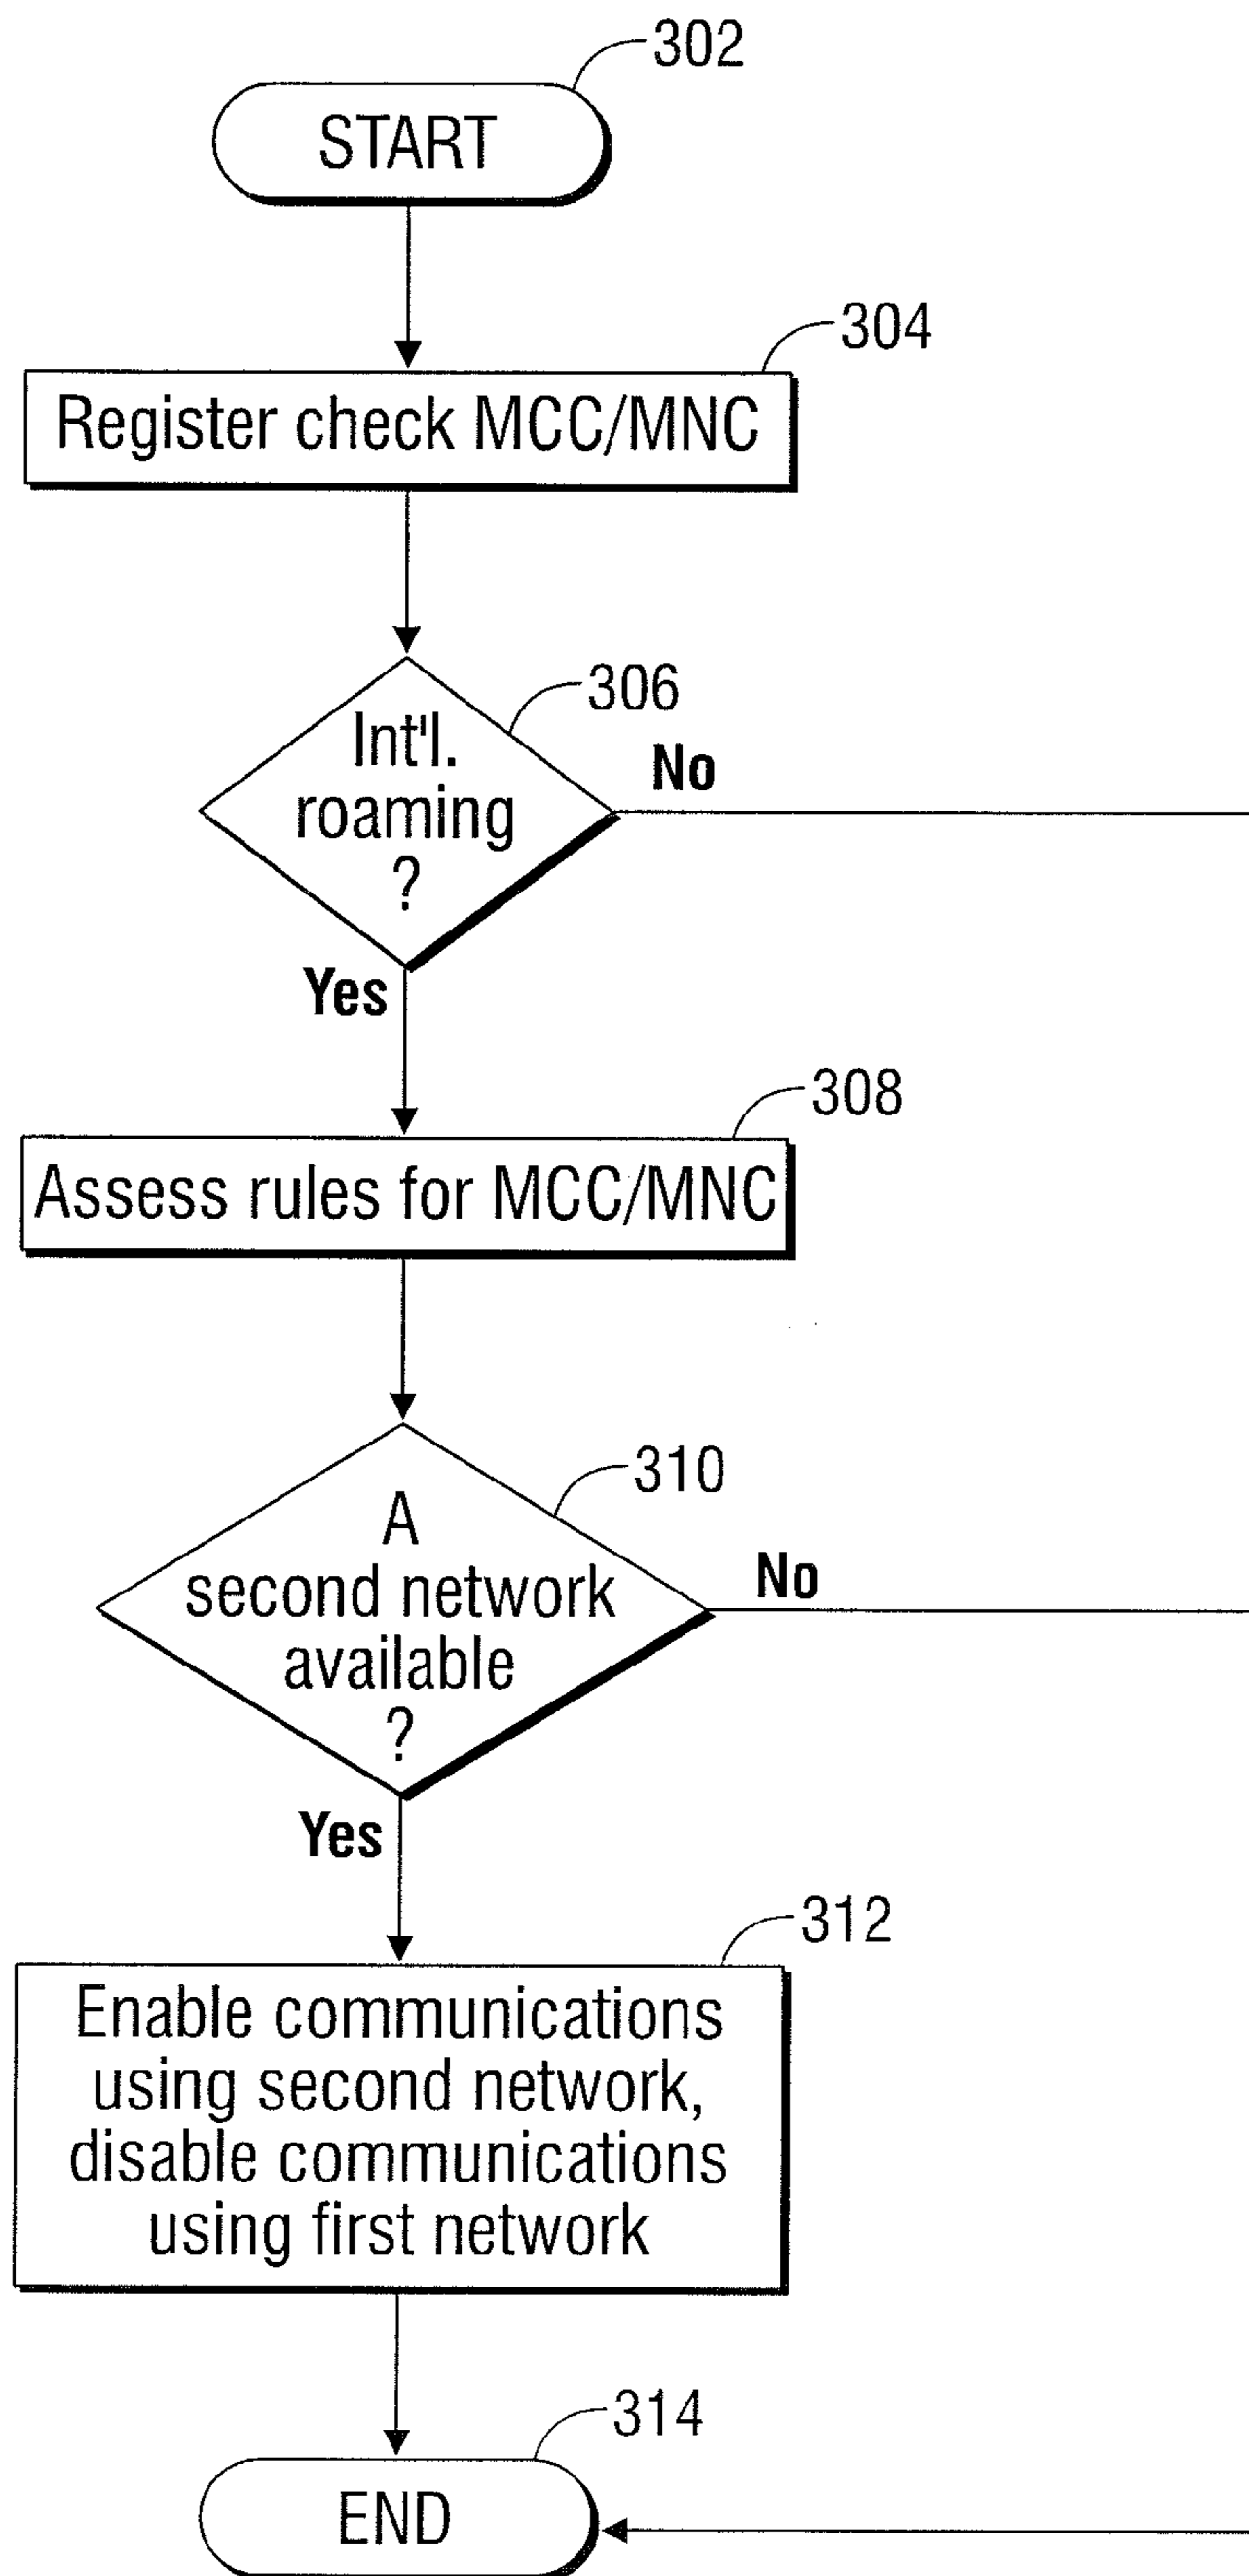 302
START
304
Register check MCC/MNC
306
Int'l.
roaming
?
No
Yes
308
Assess rules for MCC/MNC
310
A
second network
available
?
No
Yes
312
Enable communications
using second network,
disable communications
using first network
314
END